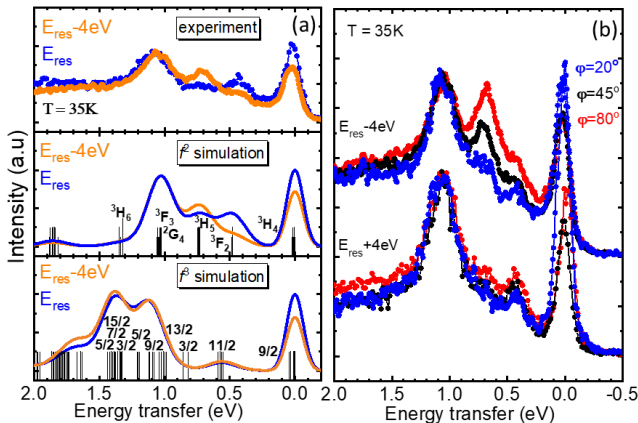 (a)
E_res-4eV
experiment
E_res
T = 35K
E_res-4eV
f² simulation
E_res
³H₆
³F₃
²G₄
³H₅
³F₂
³H₄
E_res-4eV
f³ simulation
E_res
15/2
7/2
5/2
13/2
5/2 3/2
9/2
3/2
11/2
9/2
2.0 1.5 1.0 0.5 0.0
Energy transfer (eV)
Intensity (a.u)
(b)
T = 35K
φ=20°
φ=45°
φ=80°
E_res-4eV
E_res+4eV
2.0 1.5 1.0 0.5 0.0 -0.5
Energy transfer (eV)